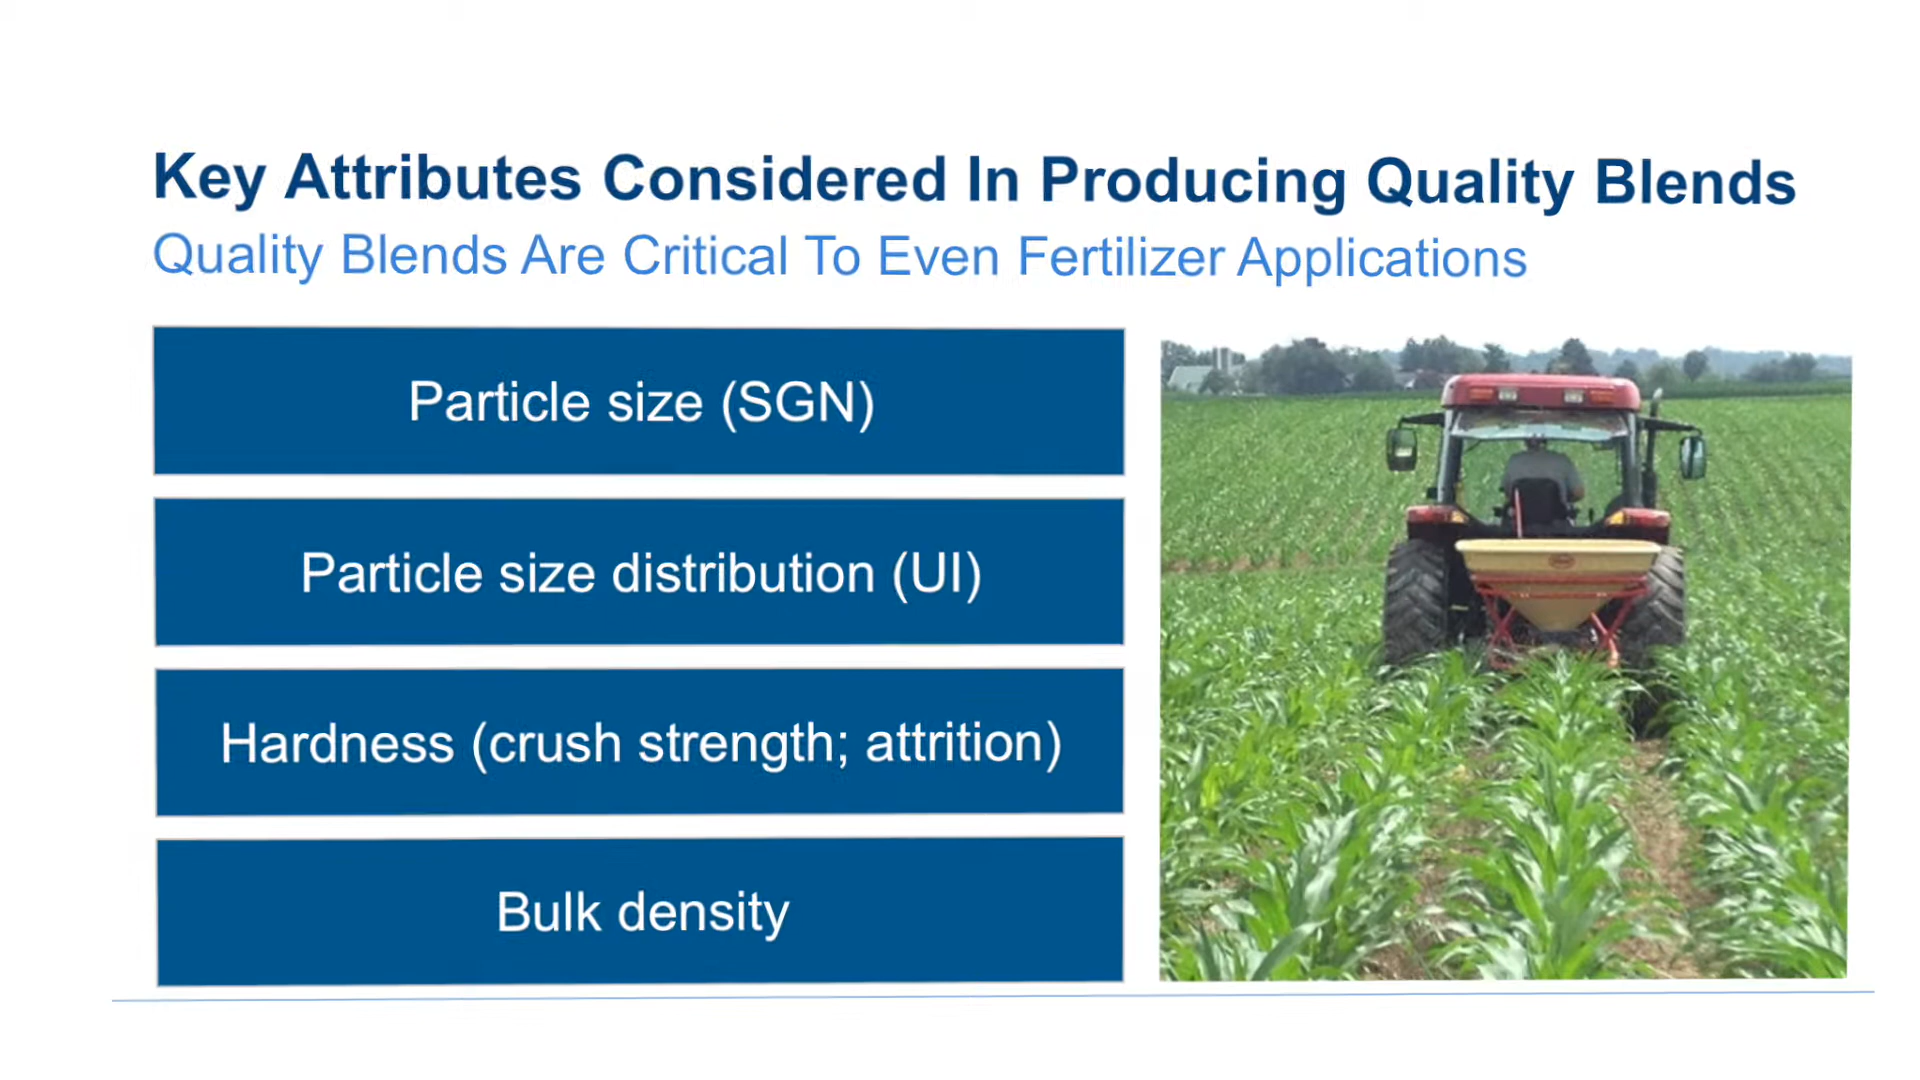 Key Attributes Considered In Producing Quality Blends
Quality Blends Are Critical To Even Fertilizer Applications
Particle size (SGN)
Particle size distribution (UI)
Hardness (crush strength; attrition)
Bulk density